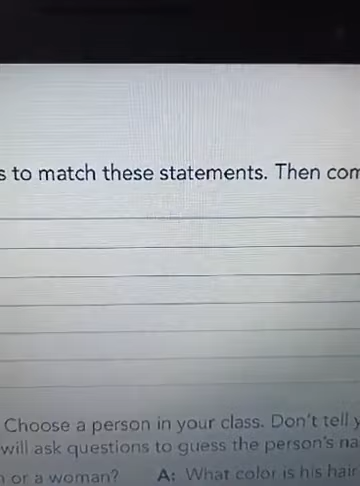 s to match these statements. Then com
Choose a person in your class. Don't tell y
will ask questions to guess the person's na
or a woman? A: What color is his hair